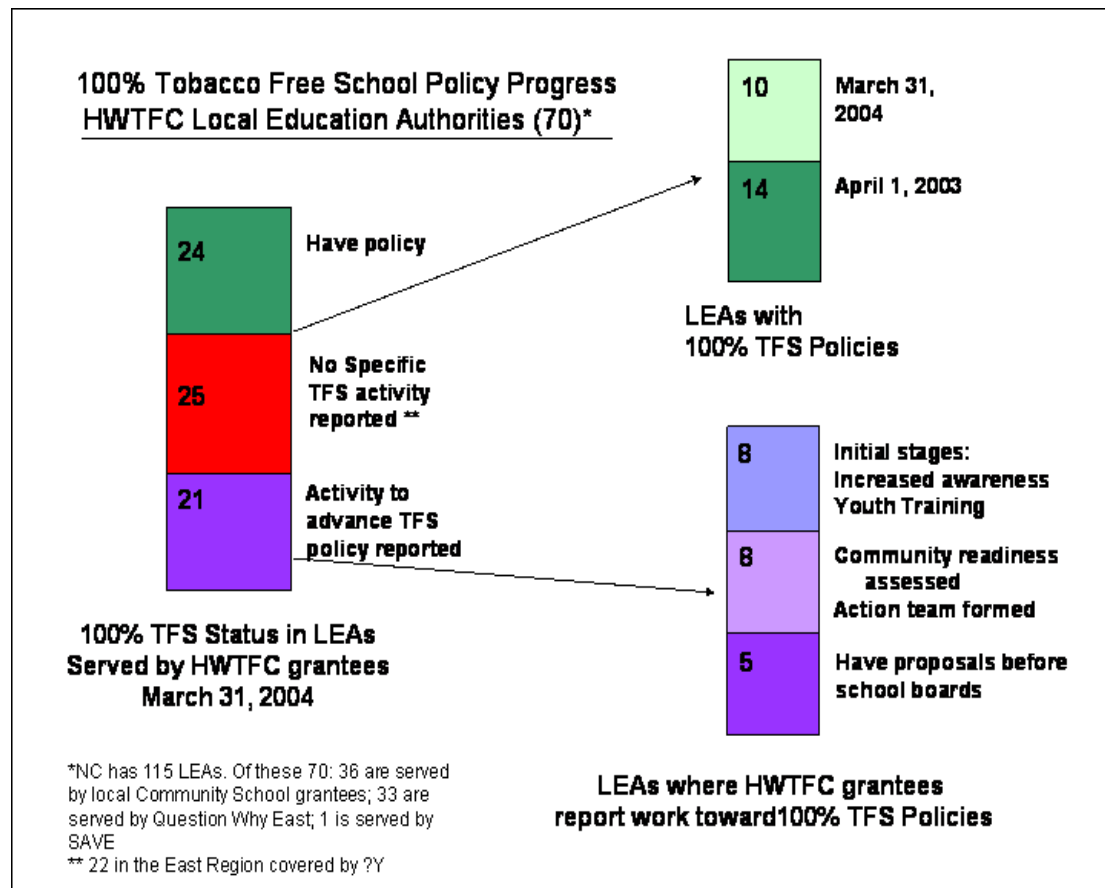 100% Tobacco Free School Policy Progress
HWTFC Local Education Authorities (70)*
24
Have policy
25
No Specific
TFS activity
reported **
21
Activity to
advance TFS
policy reported
100% TFS Status in LEAs
Served by HWTFC grantees
March 31, 2004
10
March 31,
2004
14
April 1, 2003
LEAs with
100% TFS Policies
8
Initial stages:
Increased awareness
Youth Training
8
Community readiness
assessed
Action team formed
5
Have proposals before
school boards
LEAs where HWTFC grantees
report work toward100% TFS Policies
*NC has 115 LEAs. Of these 70: 36 are served
by local Community School grantees; 33 are
served by Question Why East; 1 is served by
SAVE
** 22 in the East Region covered by ?Y